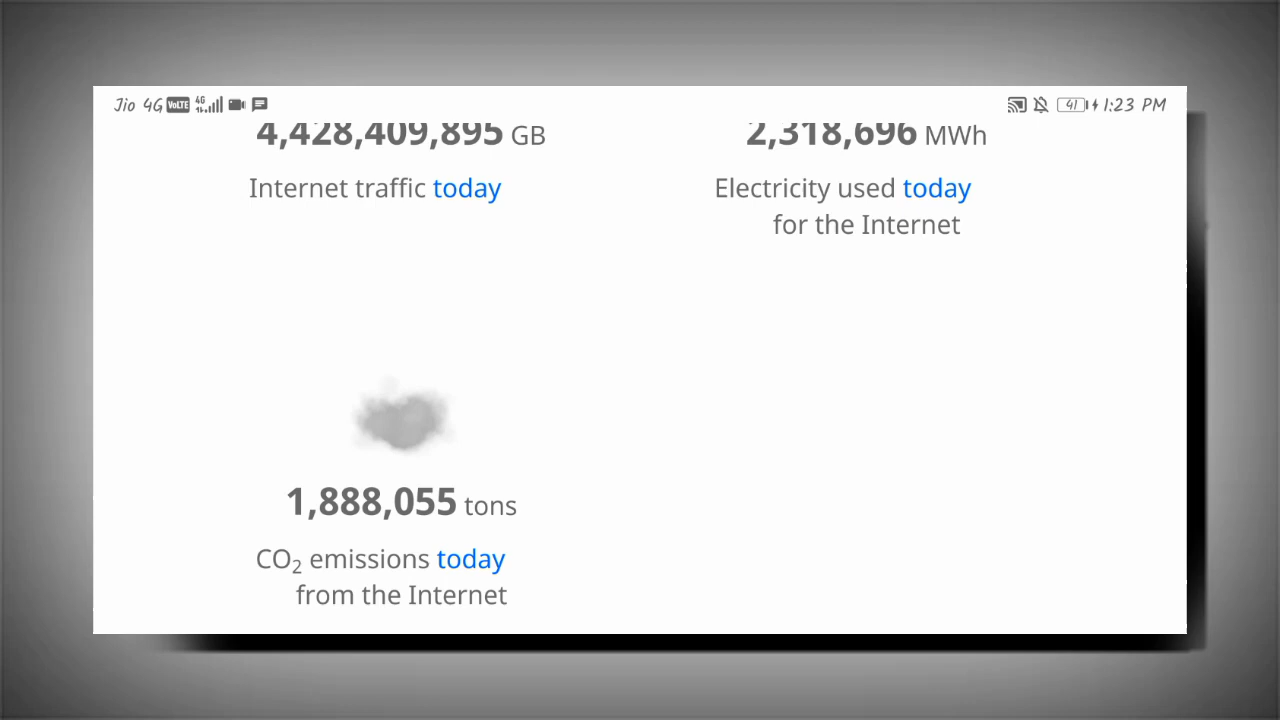 Jio 4G VoLTE 4G 41 1:23 PM
4,428,409,895 GB
Internet traffic today
2,318,696 MWh
Electricity used today
for the Internet
1,888,055 tons
CO₂ emissions today
from the Internet